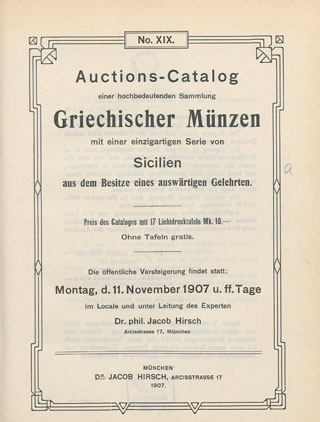 No. XIX.
Auctions-Catalog
einer hochbedeutenden Sammlung
Griechischer Münzen
mit einer einzigartigen Serie von
Sicilien
aus dem Besitze eines auswärtigen Gelehrten.
Preis des Cataloges mit 17 Lichtdrucktafeln Mk. 10.—
Ohne Tafeln gratis.
Die öffentliche Versteigerung findet statt:
Montag, d. 11. November 1907 u. ff. Tage
im Locale und unter Leitung des Experten
Dr. phil. Jacob Hirsch
Arcisstrasse 17, München
MÜNCHEN
DR. JACOB HIRSCH, ARCISSTRASSE 17
1907.